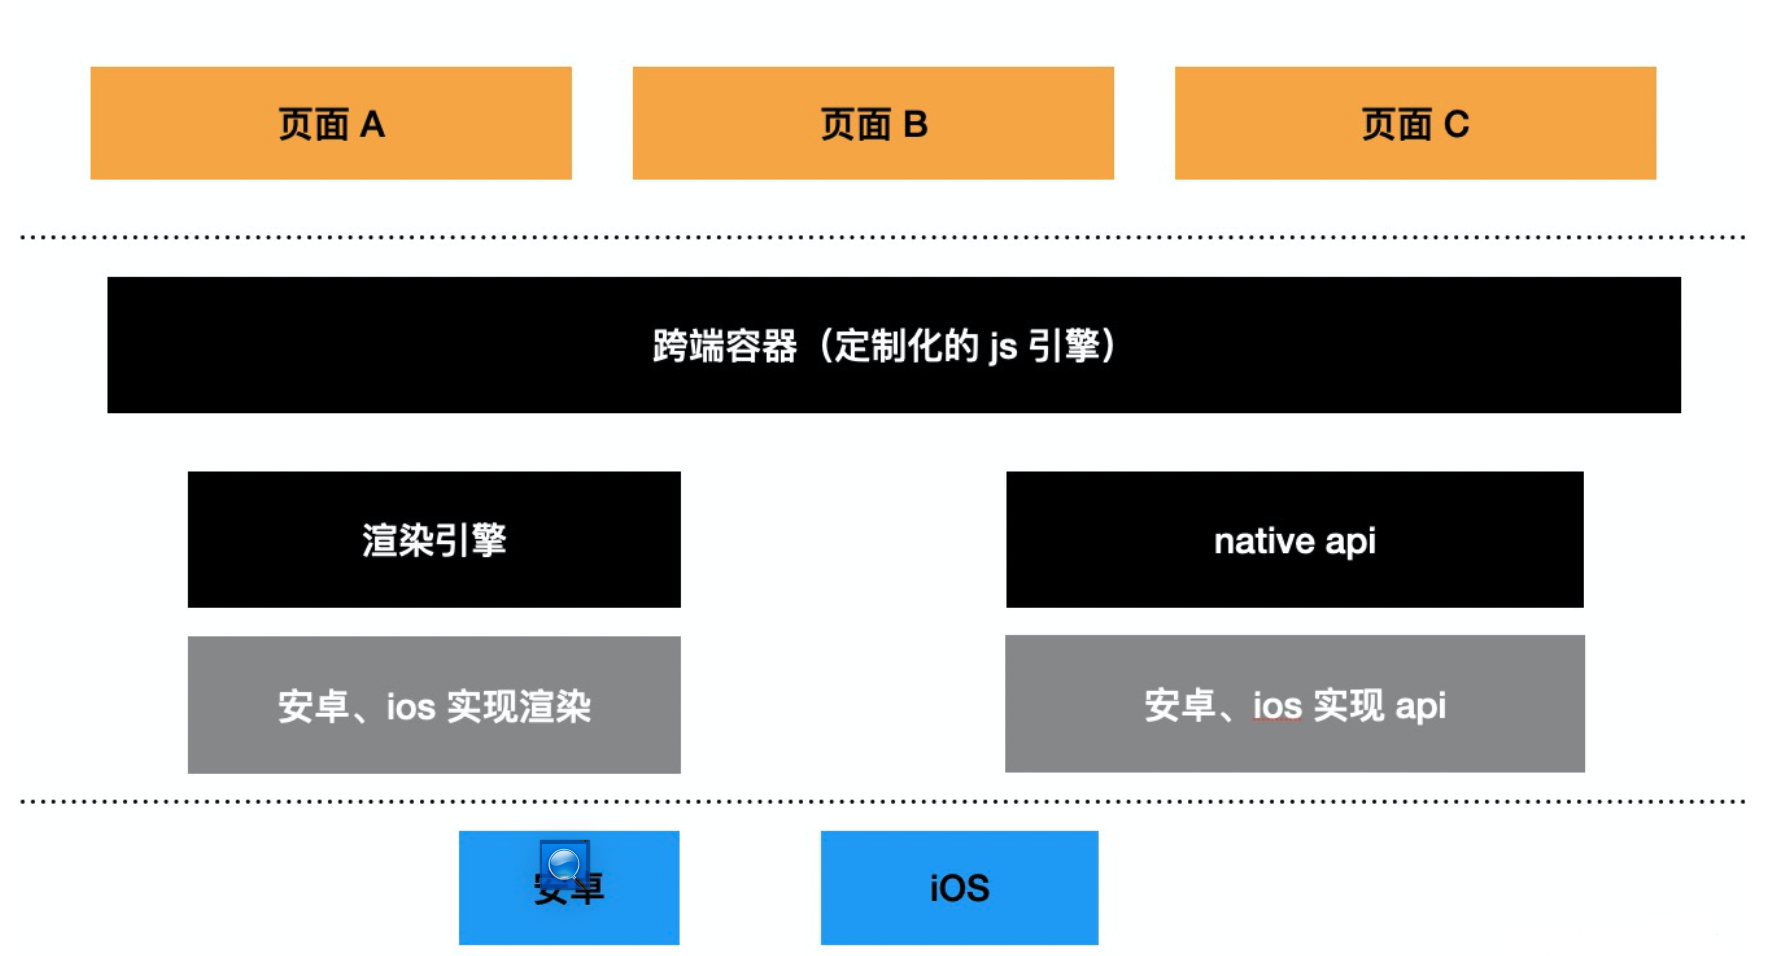 页面 A
页面 B
页面 C
跨端容器（定制化的 js 引擎）
渲染引擎
native api
安卓、ios 实现渲染
安卓、ios 实现 api
安卓
iOS